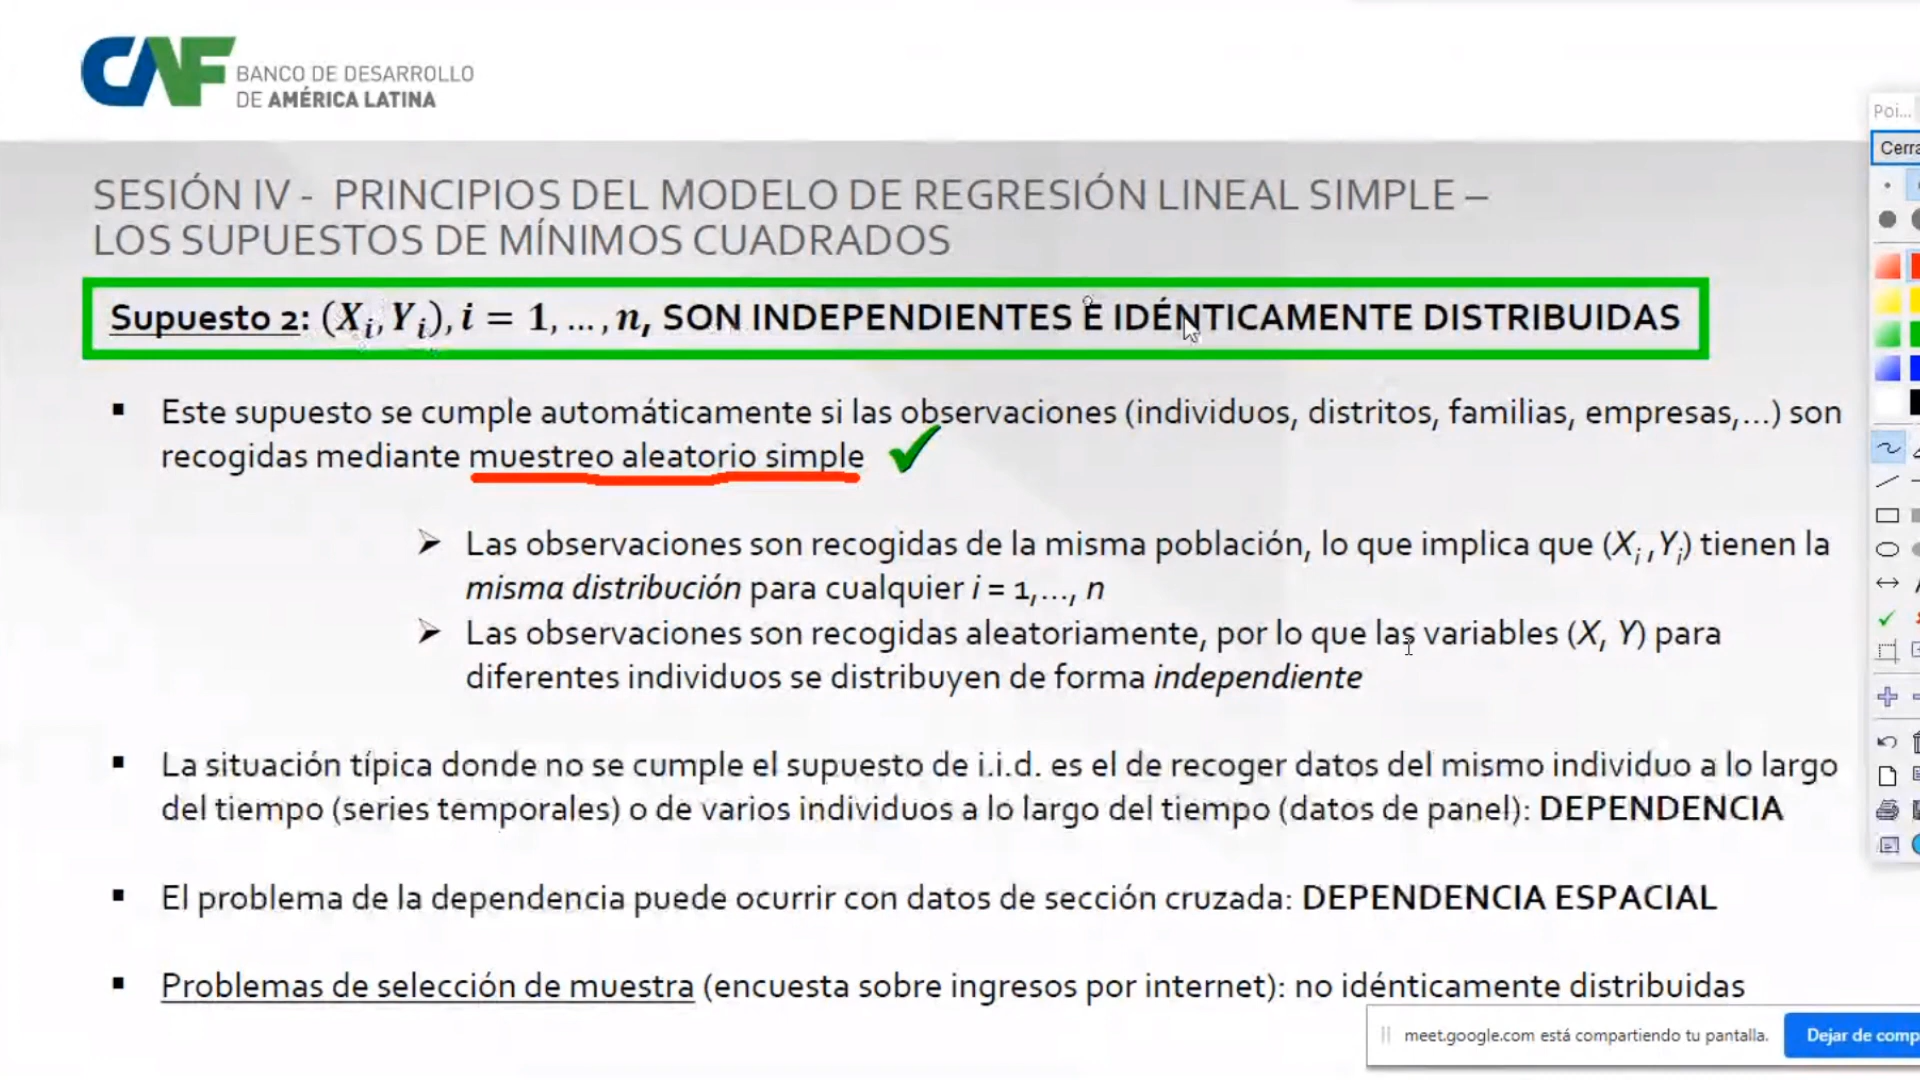 CAF BANCO DE DESARROLLO
DE AMÉRICA LATINA
Poi...
Cerra
SESIÓN IV - PRINCIPIOS DEL MODELO DE REGRESIÓN LINEAL SIMPLE –
LOS SUPUESTOS DE MÍNIMOS CUADRADOS
Supuesto 2: (Xᵢ, Yᵢ), i = 1, … , n, SON INDEPENDIENTES E IDÉNTICAMENTE DISTRIBUIDAS
▪ Este supuesto se cumple automáticamente si las observaciones (individuos, distritos, familias, empresas,…) son
recogidas mediante muestreo aleatorio simple ✔
➤ Las observaciones son recogidas de la misma población, lo que implica que (Xᵢ ,Yᵢ) tienen la
misma distribución para cualquier i = 1,…, n
➤ Las observaciones son recogidas aleatoriamente, por lo que las variables (X, Y) para
diferentes individuos se distribuyen de forma independiente
▪ La situación típica donde no se cumple el supuesto de i.i.d. es el de recoger datos del mismo individuo a lo largo
del tiempo (series temporales) o de varios individuos a lo largo del tiempo (datos de panel): DEPENDENCIA
▪ El problema de la dependencia puede ocurrir con datos de sección cruzada: DEPENDENCIA ESPACIAL
▪ Problemas de selección de muestra (encuesta sobre ingresos por internet): no idénticamente distribuidas
meet.google.com está compartiendo tu pantalla.
Dejar de comp